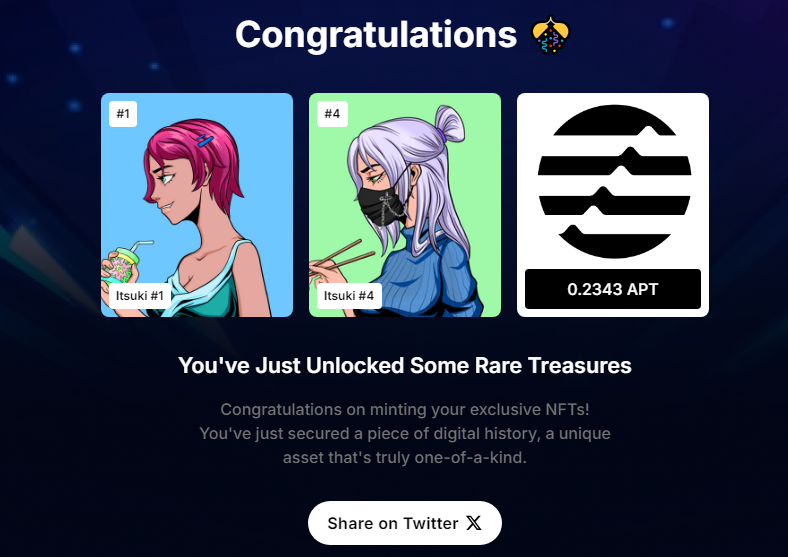 Congratulations
#1
#4
Itsuki #1
Itsuki #4
0.2343 APT
You've Just Unlocked Some Rare Treasures
Congratulations on minting your exclusive NFTs!
You've just secured a piece of digital history, a unique
asset that's truly one-of-a-kind.
Share on Twitter X